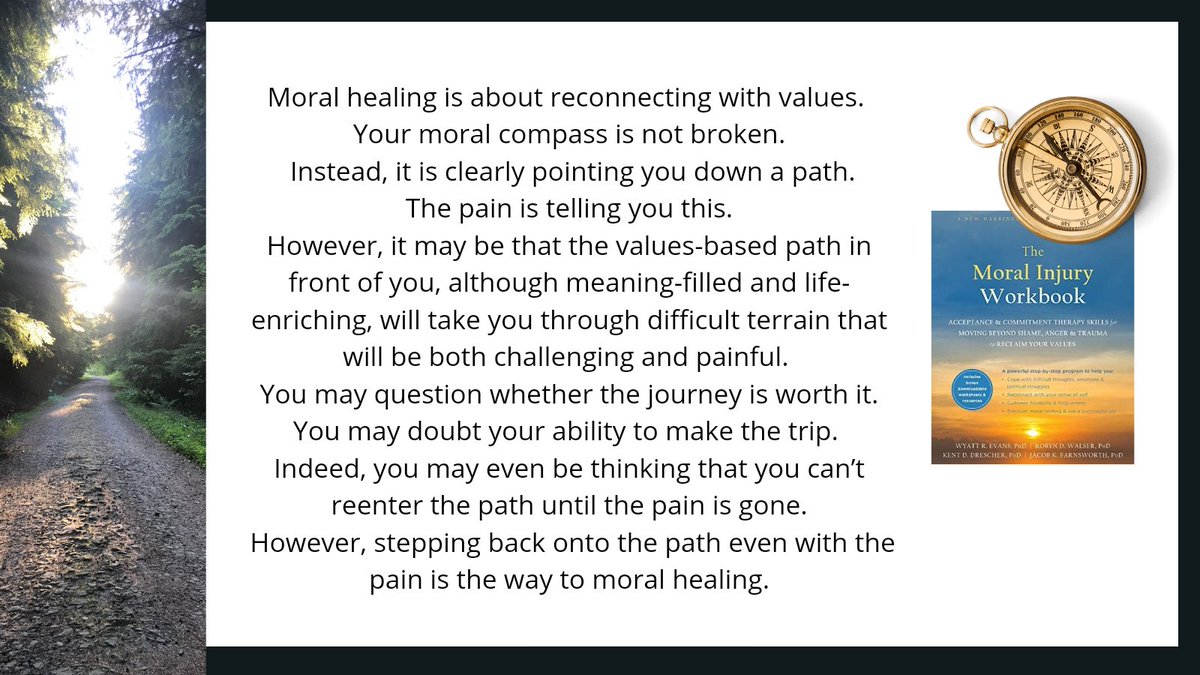 Moral healing is about reconnecting with values.
Your moral compass is not broken.
Instead, it is clearly pointing you down a path.
The pain is telling you this.
However, it may be that the values-based path in
front of you, although meaning-filled and life-
enriching, will take you through difficult terrain that
will be both challenging and painful.
You may question whether the journey is worth it.
You may doubt your ability to make the trip.
Indeed, you may even be thinking that you can’t
reenter the path until the pain is gone.
However, stepping back onto the path even with the
pain is the way to moral healing.
A NEW HARBING
The
Moral Injury
Workbook
ACCEPTANCE & COMMITMENT THERAPY SKILLS for
MOVING BEYOND SHAME, ANGER & TRAUMA
to RECLAIM YOUR VALUES
includes
bonus
downloadable
worksheets &
resources
A powerful step-by-step program to help you:
• Cope with difficult thoughts, emotions &
spiritual struggles
• Reconnect with your sense of self
• Cultivate flexibility & forgiveness
• Discover moral healing & live a purposeful life
WYATT R. EVANS, PhD | ROBYN D. WALSER, PhD
KENT D. DRESCHER, PhD | JACOB K. FARNSWORTH, PhD